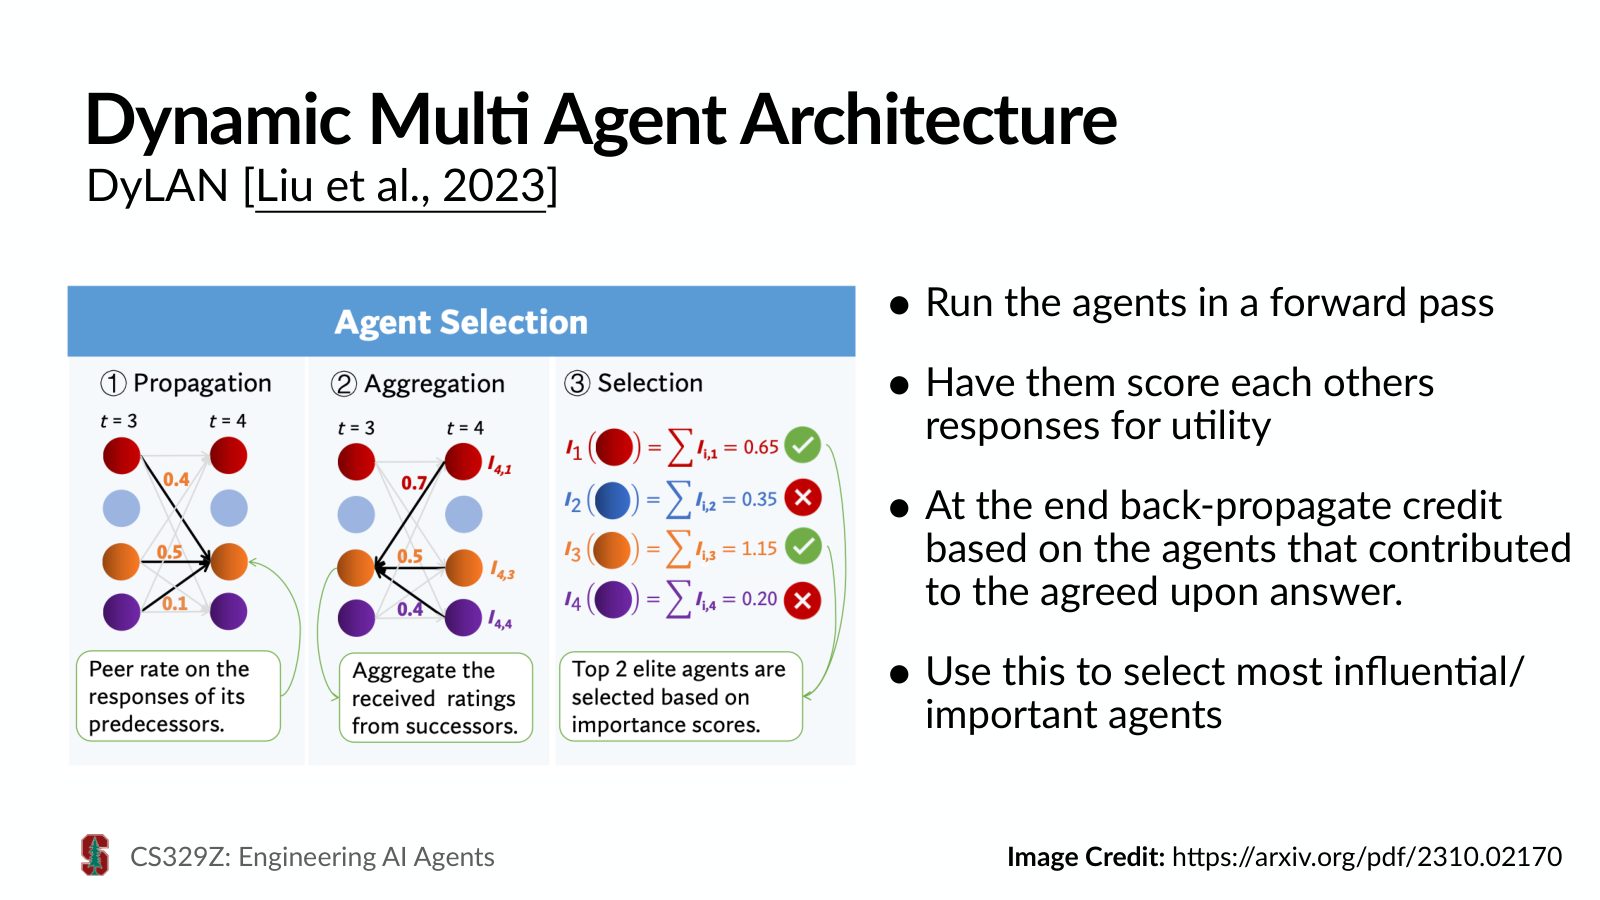 Dynamic Multi Agent Architecture
DyLAN [Liu et al., 2023]
Agent Selection
① Propagation
t = 3
t = 4
0.4
0.5
0.1
Peer rate on the
responses of its
predecessors.
② Aggregation
t = 3
t = 4
I4,1
0.7
0.5
I4,3
0.4
I4,4
Aggregate the
received ratings
from successors.
③ Selection
I1 ( ) = ∑ Ii,1 = 0.65
I2 ( ) = ∑ Ii,2 = 0.35
I3 ( ) = ∑ Ii,3 = 1.15
I4 ( ) = ∑ Ii,4 = 0.20
Top 2 elite agents are
selected based on
importance scores.
● Run the agents in a forward pass
● Have them score each others
responses for utility
● At the end back-propagate credit
based on the agents that contributed
to the agreed upon answer.
● Use this to select most influential/
important agents
S
CS329Z: Engineering AI Agents
Image Credit: https://arxiv.org/pdf/2310.02170